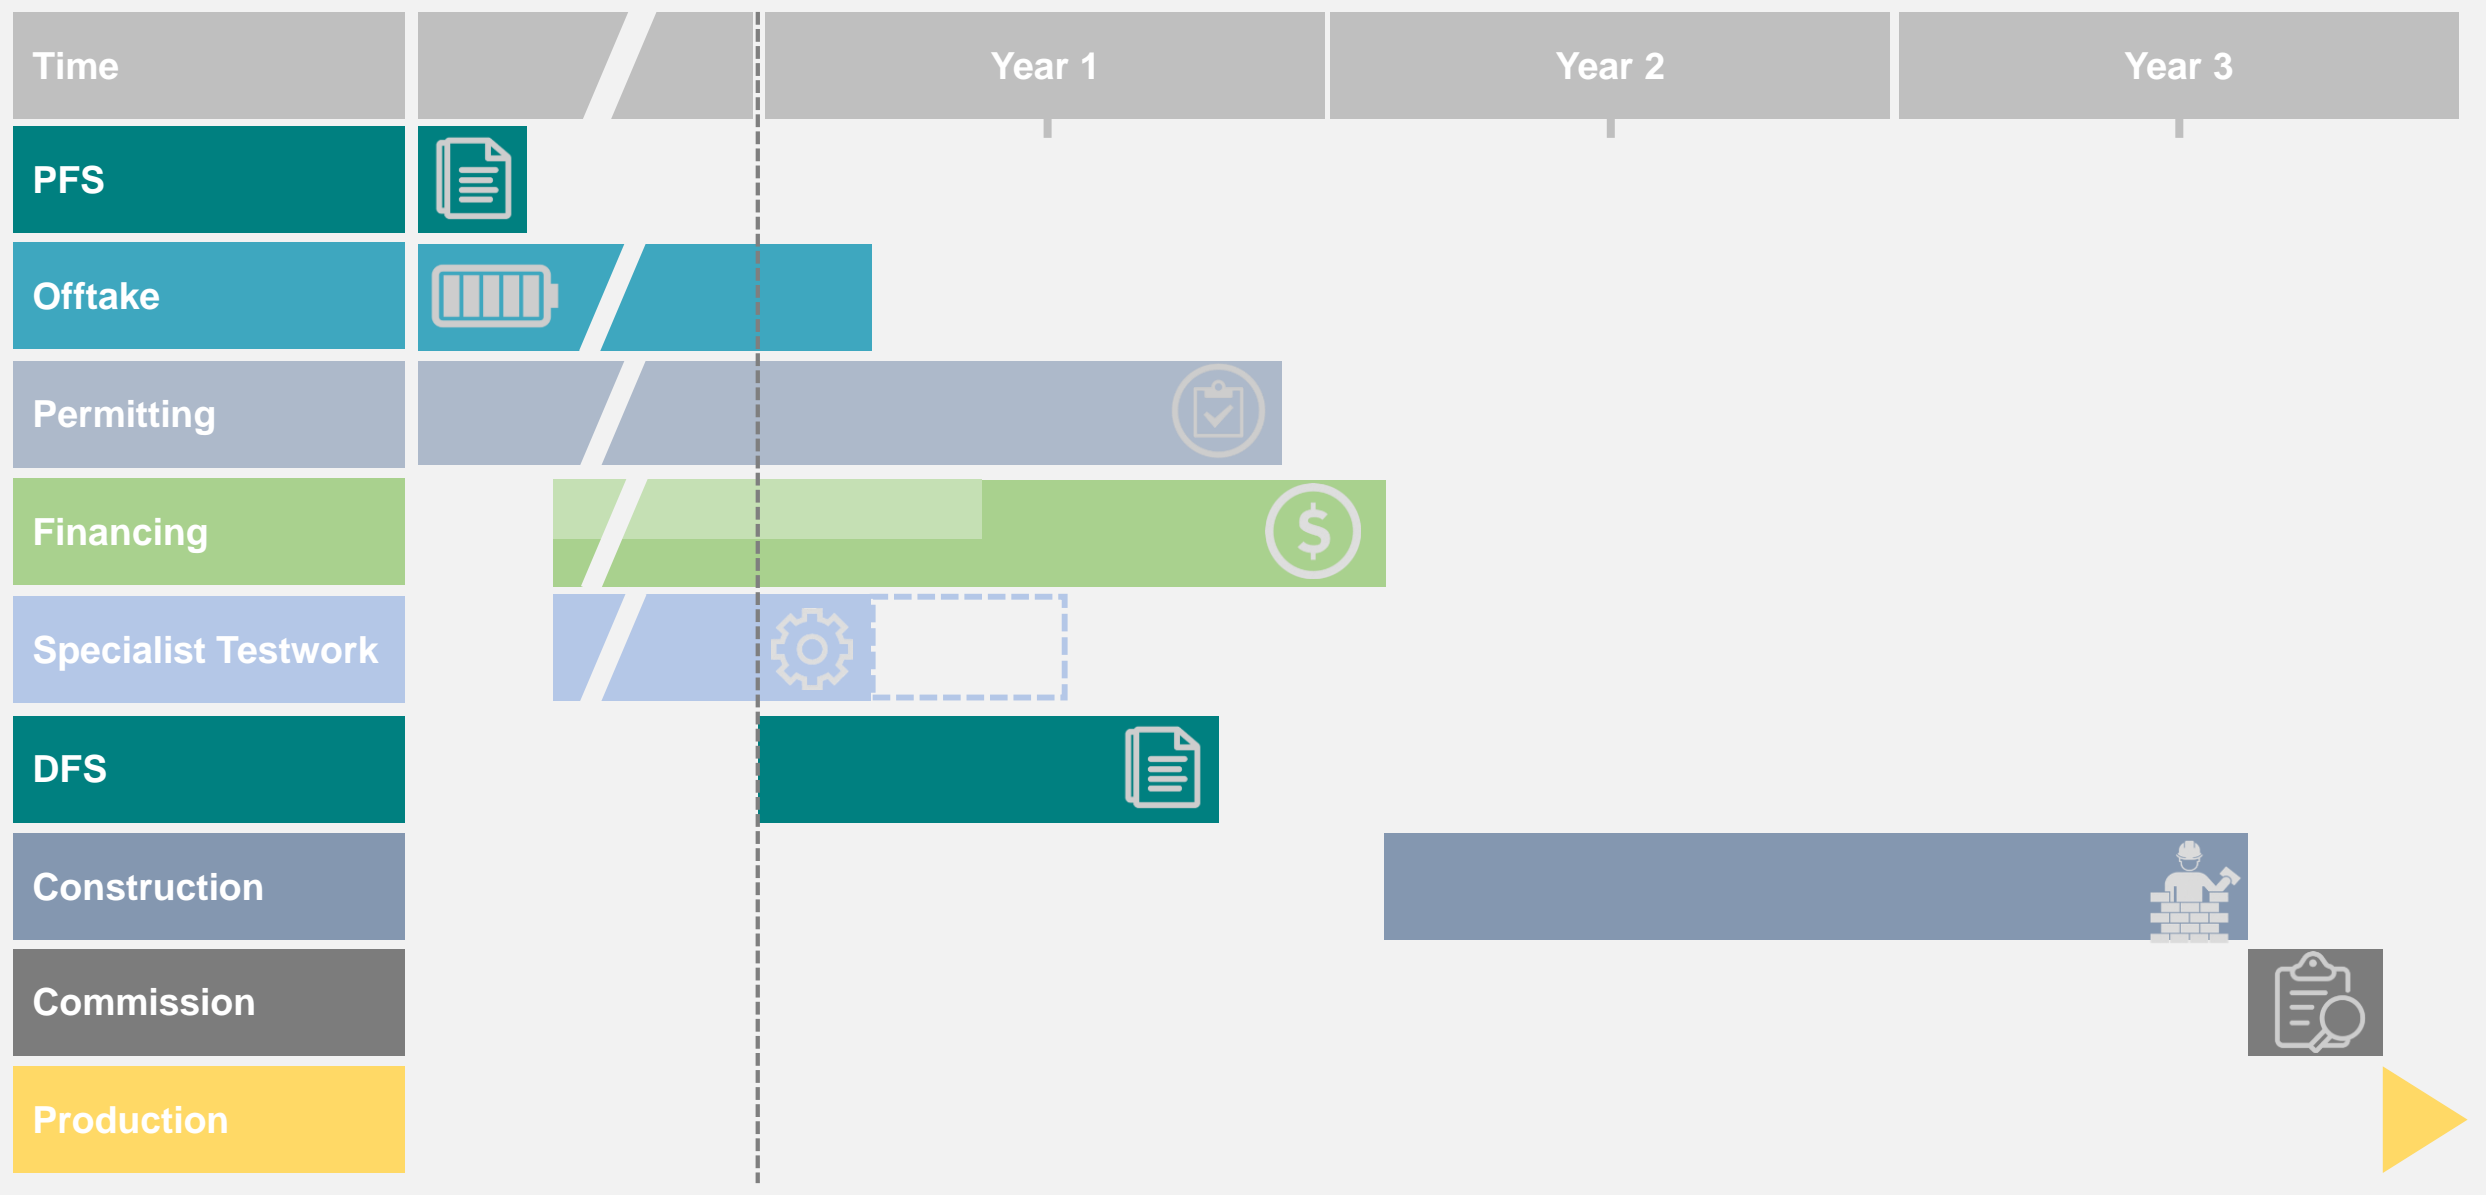 Time
Year 1
Year 2
Year 3
PFS
Offtake
Permitting
Financing
$
Specialist Testwork
DFS
Construction
Commission
Production